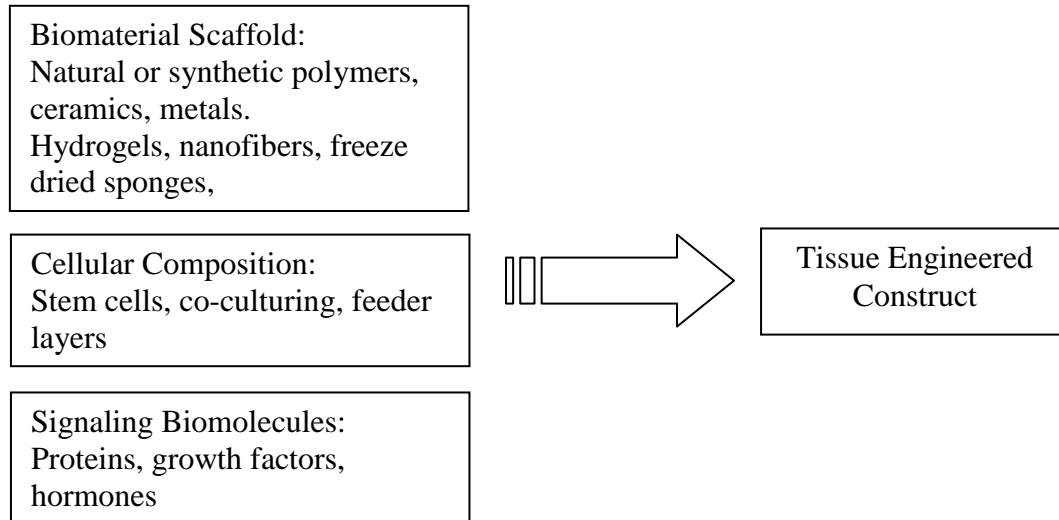 Biomaterial Scaffold:
Natural or synthetic polymers,
ceramics, metals.
Hydrogels, nanofibers, freeze
dried sponges,
Cellular Composition:
Stem cells, co-culturing, feeder
layers
Signaling Biomolecules:
Proteins, growth factors,
hormones
Tissue Engineered
Construct